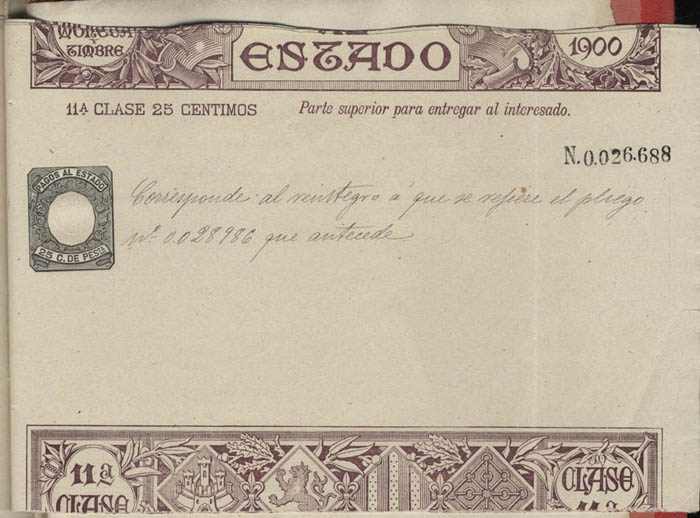 TIMBRE
ESTADO
1900
11ª CLASE 25 CENTIMOS
Parte superior para entregar al interesado.
N.0.026.688
PAGOS AL ESTADO
25 C. DE PESTA
Corresponde al reintegro á que se refiere el pliego
nº 0.028,986 que antecede
11ª
CLASE
CLASE
11ª